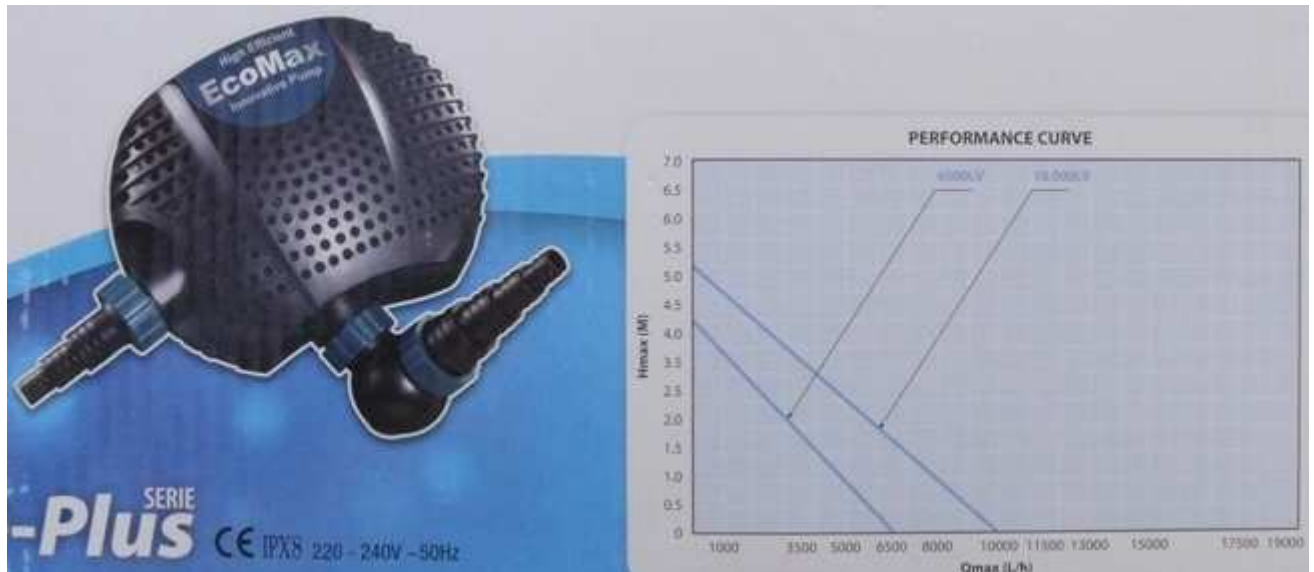 High Efficient
EcoMax
Innovative Pump
PERFORMANCE CURVE
7.0
6.5
6.0
5.5
5.0
4.5
4.0
3.5
3.0
2.5
2.0
1.5
1.0
0.5
0
Hmax (M)
10.000LV
1000 3500 5000 6500 8000 10000 11500 13000 15000 17500 19000
Qmax (L/h)
SERIE
-Plus
CE IPX8 220 - 240V ~50Hz